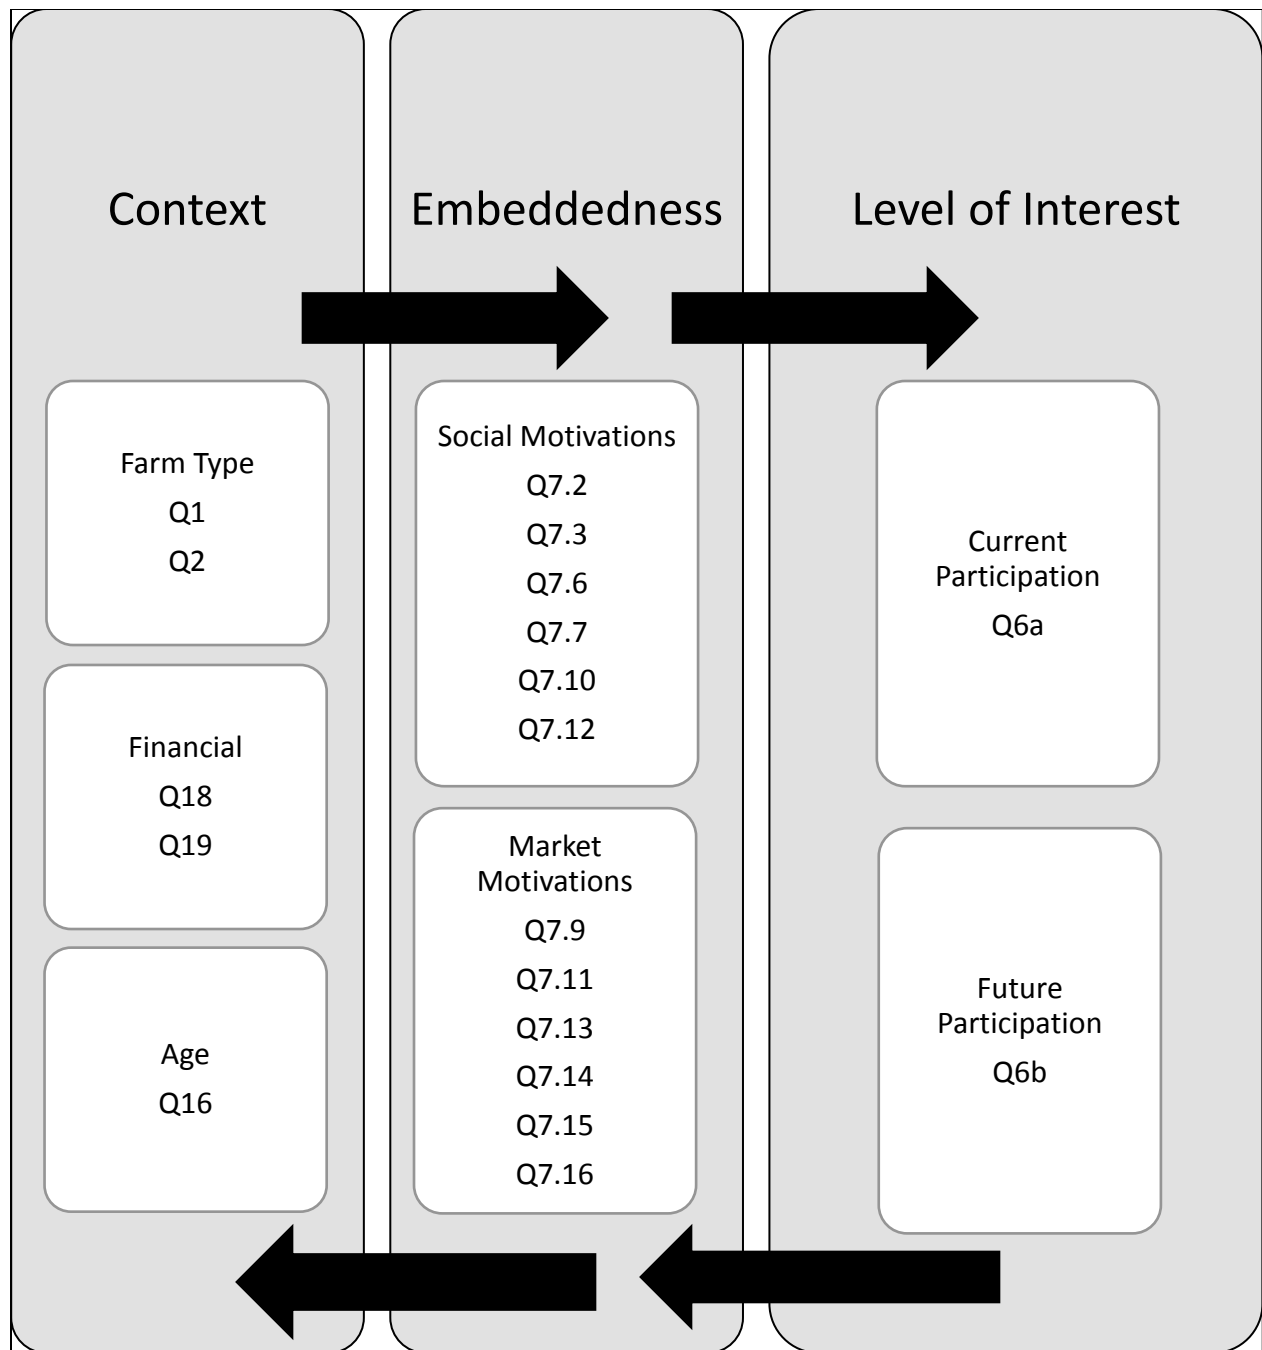 Context
Embeddedness
Level of Interest
Farm Type
Q1
Q2
Financial
Q18
Q19
Age
Q16
Social Motivations
Q7.2
Q7.3
Q7.6
Q7.7
Q7.10
Q7.12
Market
Motivations
Q7.9
Q7.11
Q7.13
Q7.14
Q7.15
Q7.16
Current
Participation
Q6a
Future
Participation
Q6b